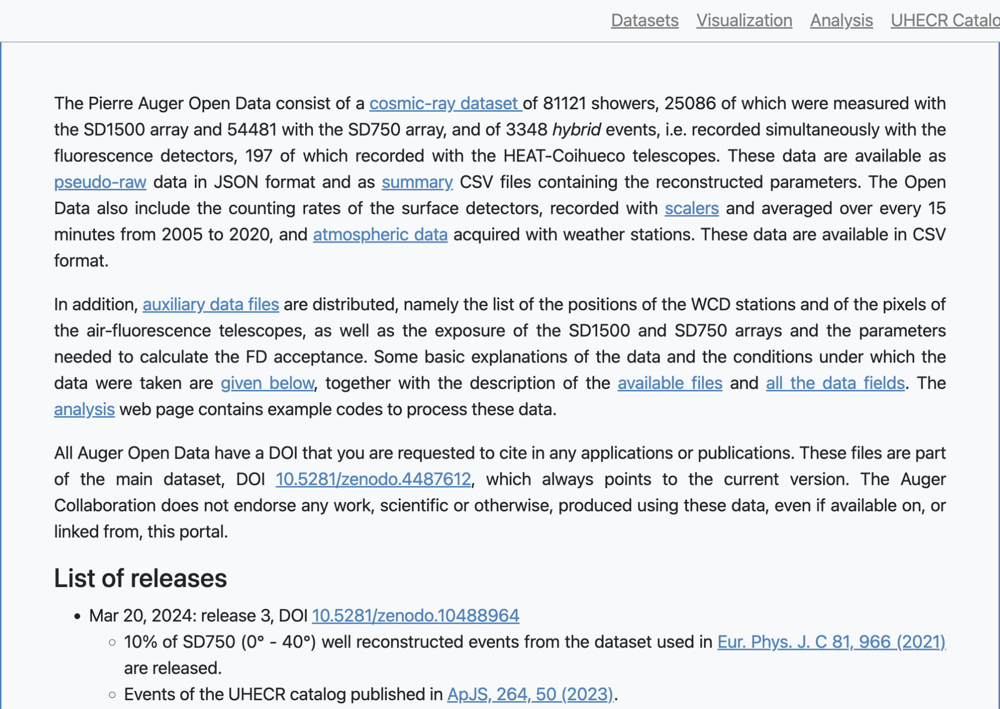 Datasets Visualization Analysis UHECR Catalo
The Pierre Auger Open Data consist of a cosmic-ray dataset of 81121 showers, 25086 of which were measured with
the SD1500 array and 54481 with the SD750 array, and of 3348 hybrid events, i.e. recorded simultaneously with the
fluorescence detectors, 197 of which recorded with the HEAT-Coihueco telescopes. These data are available as
pseudo-raw data in JSON format and as summary CSV files containing the reconstructed parameters. The Open
Data also include the counting rates of the surface detectors, recorded with scalers and averaged over every 15
minutes from 2005 to 2020, and atmospheric data acquired with weather stations. These data are available in CSV
format.
In addition, auxiliary data files are distributed, namely the list of the positions of the WCD stations and of the pixels of
the air-fluorescence telescopes, as well as the exposure of the SD1500 and SD750 arrays and the parameters
needed to calculate the FD acceptance. Some basic explanations of the data and the conditions under which the
data were taken are given below, together with the description of the available files and all the data fields. The
analysis web page contains example codes to process these data.
All Auger Open Data have a DOI that you are requested to cite in any applications or publications. These files are part
of the main dataset, DOI 10.5281/zenodo.4487612, which always points to the current version. The Auger
Collaboration does not endorse any work, scientific or otherwise, produced using these data, even if available on, or
linked from, this portal.
List of releases
• Mar 20, 2024: release 3, DOI 10.5281/zenodo.10488964
○ 10% of SD750 (0° - 40°) well reconstructed events from the dataset used in Eur. Phys. J. C 81, 966 (2021)
are released.
○ Events of the UHECR catalog published in ApJS, 264, 50 (2023).